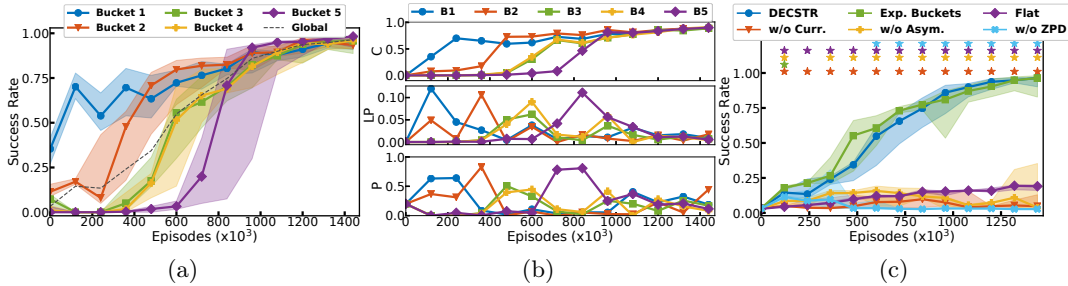 Bucket 1
Bucket 3
Bucket 5
Bucket 2
Bucket 4
Global
Success Rate
1.00
0.75
0.50
0.25
0.00
0
200
400
600
800
1000
1200
1400
Episodes (x10³)
(a)
B1
B2
B3
B4
B5
C
1.0
0.5
0.0
LP
0.10
0.05
0.00
P
1.0
0.5
0.0
0
200
400
600
800
1000
1200
1400
Episodes (x10³)
(b)
DECSTR
Exp. Buckets
Flat
w/o Curr.
w/o Asym.
w/o ZPD
Success Rate
1.00
0.75
0.50
0.25
0.00
0
250
500
750
1000
1250
Episodes (x10³)
(c)